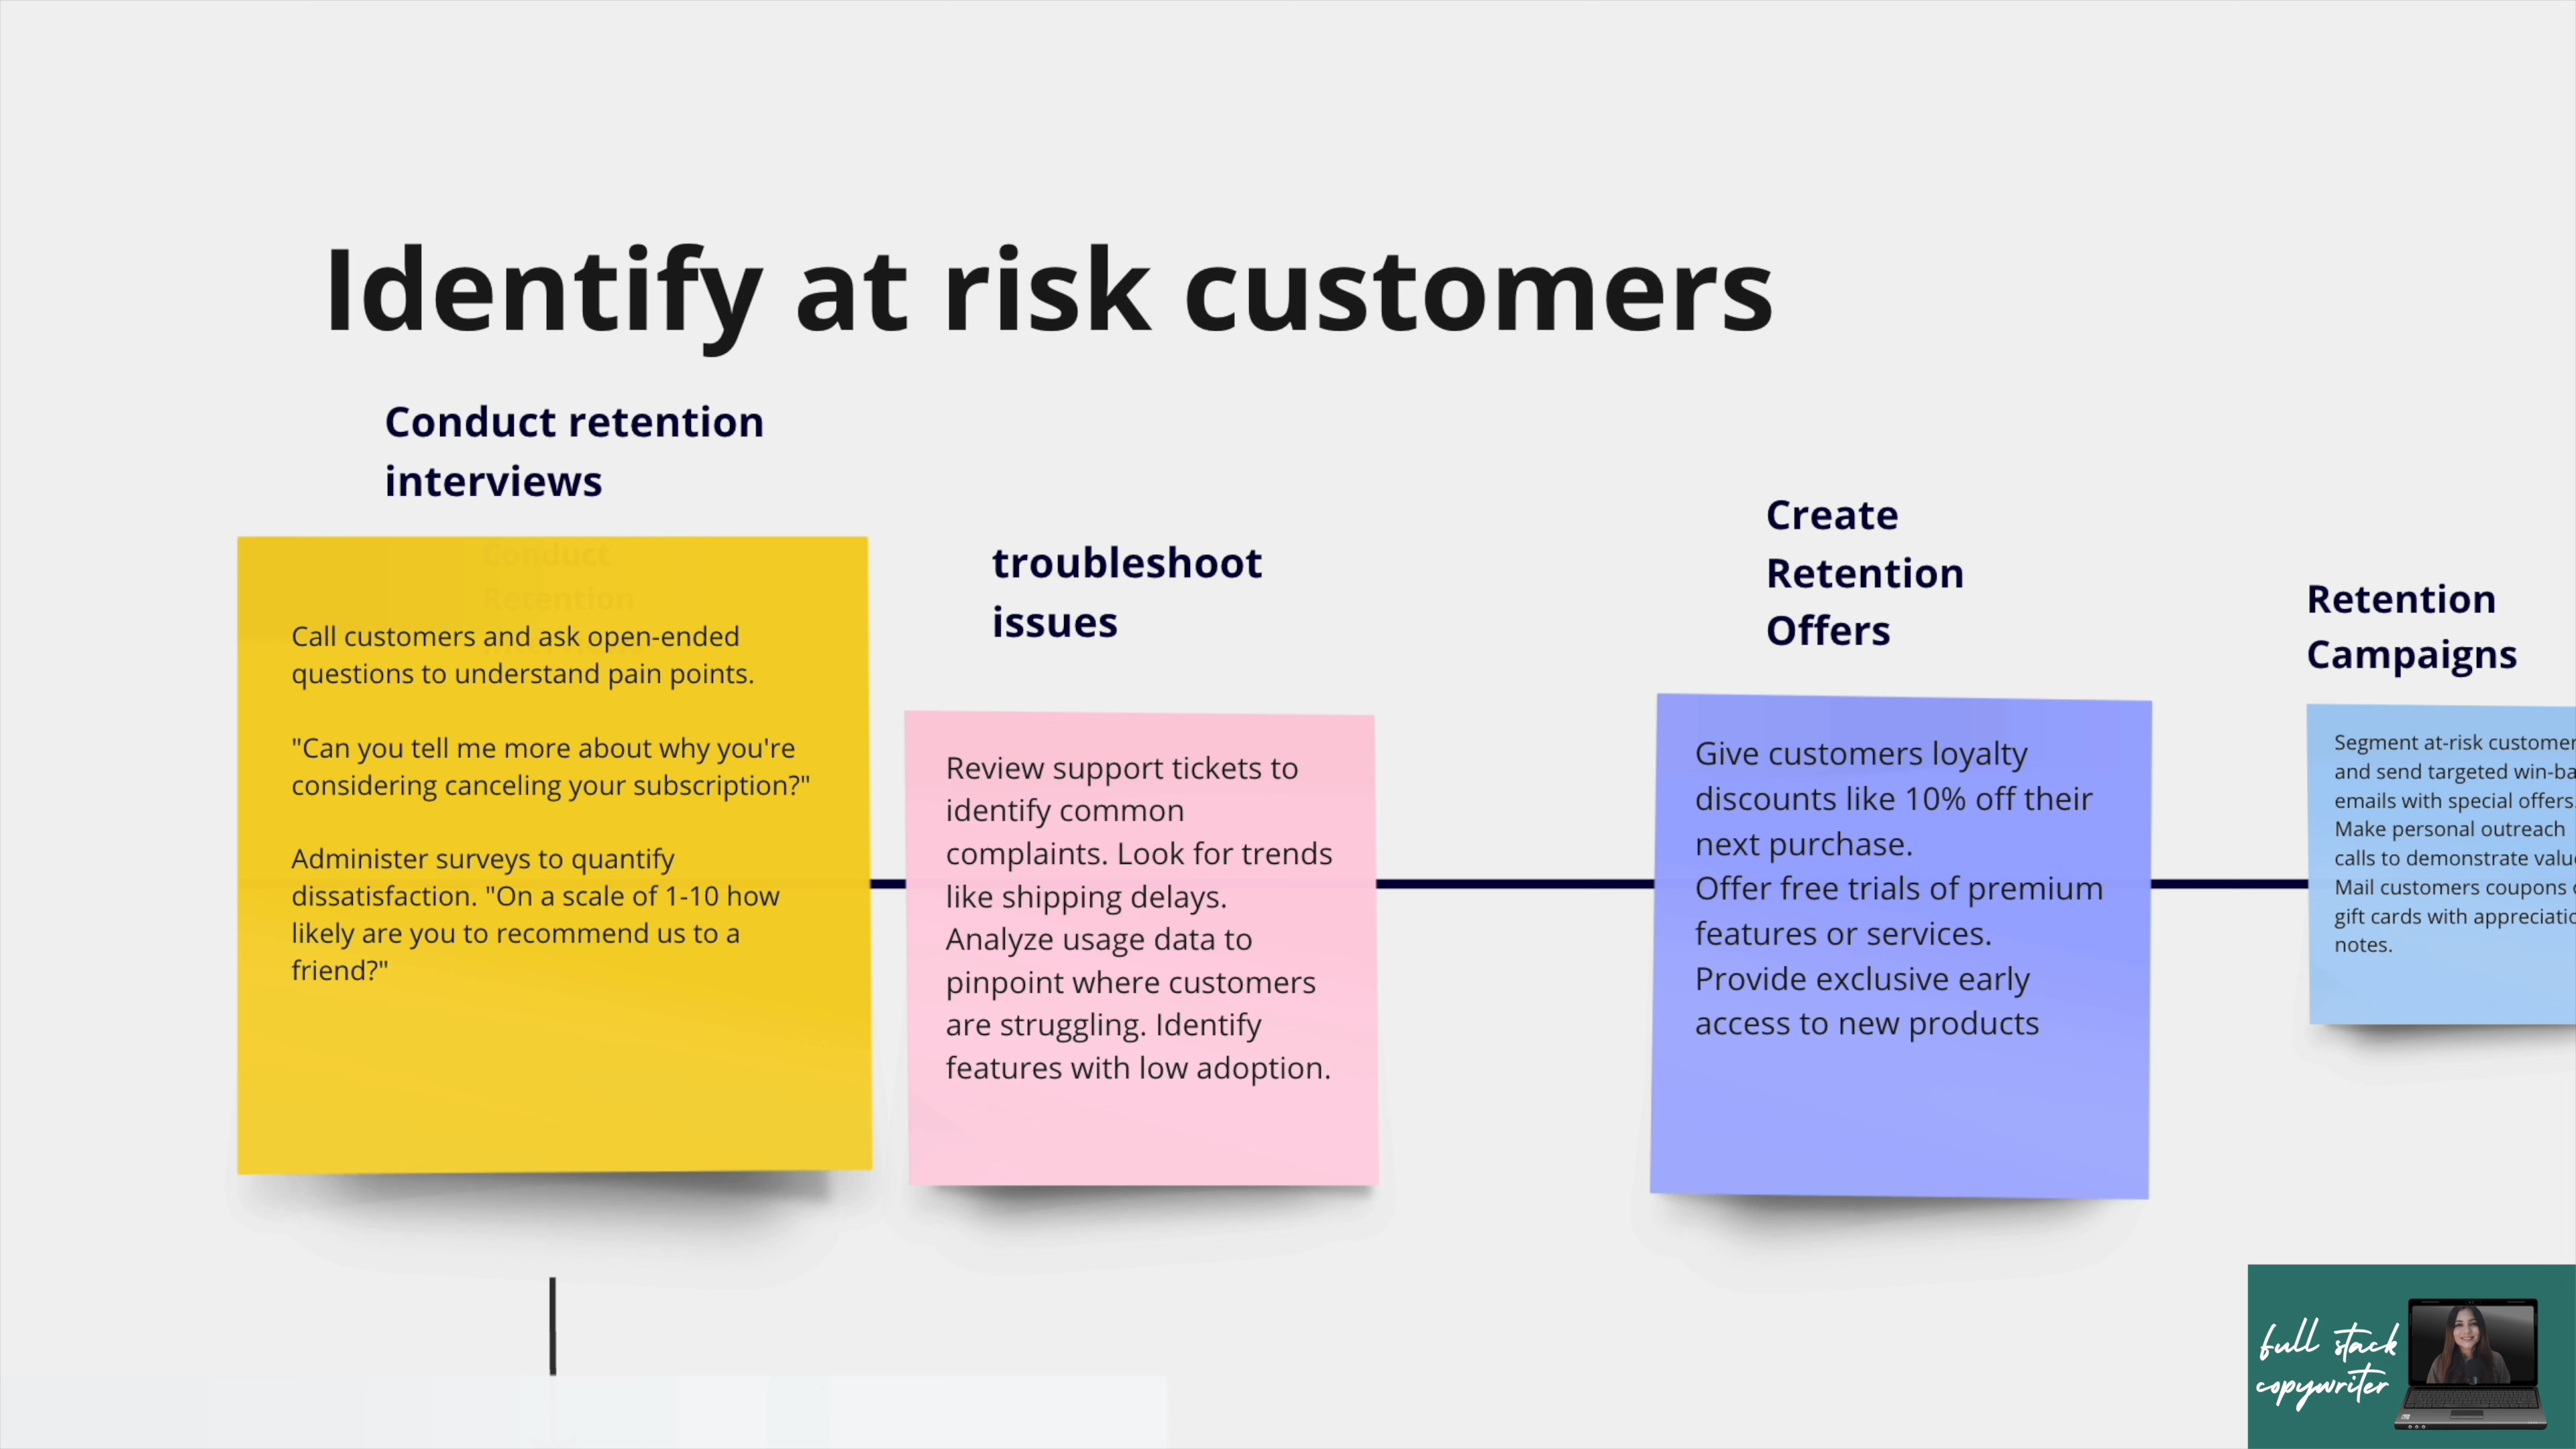 Identify at risk customers
Conduct retention
interviews
Conduct
Retention
Call customers and ask open-ended
questions to understand pain points.
"Can you tell me more about why you're
considering canceling your subscription?"
Administer surveys to quantify
dissatisfaction. "On a scale of 1-10 how
likely are you to recommend us to a
friend?"
troubleshoot
issues
Review support tickets to
identify common
complaints. Look for trends
like shipping delays.
Analyze usage data to
pinpoint where customers
are struggling. Identify
features with low adoption.
Create
Retention
Offers
Give customers loyalty
discounts like 10% off their
next purchase.
Offer free trials of premium
features or services.
Provide exclusive early
access to new products
Retention
Campaigns
Segment at-risk
and send targeted
emails with special offers
Make personal outreach
calls to demonstrate
Mail customers coupons
gift cards with
notes.
full stack
copywriter